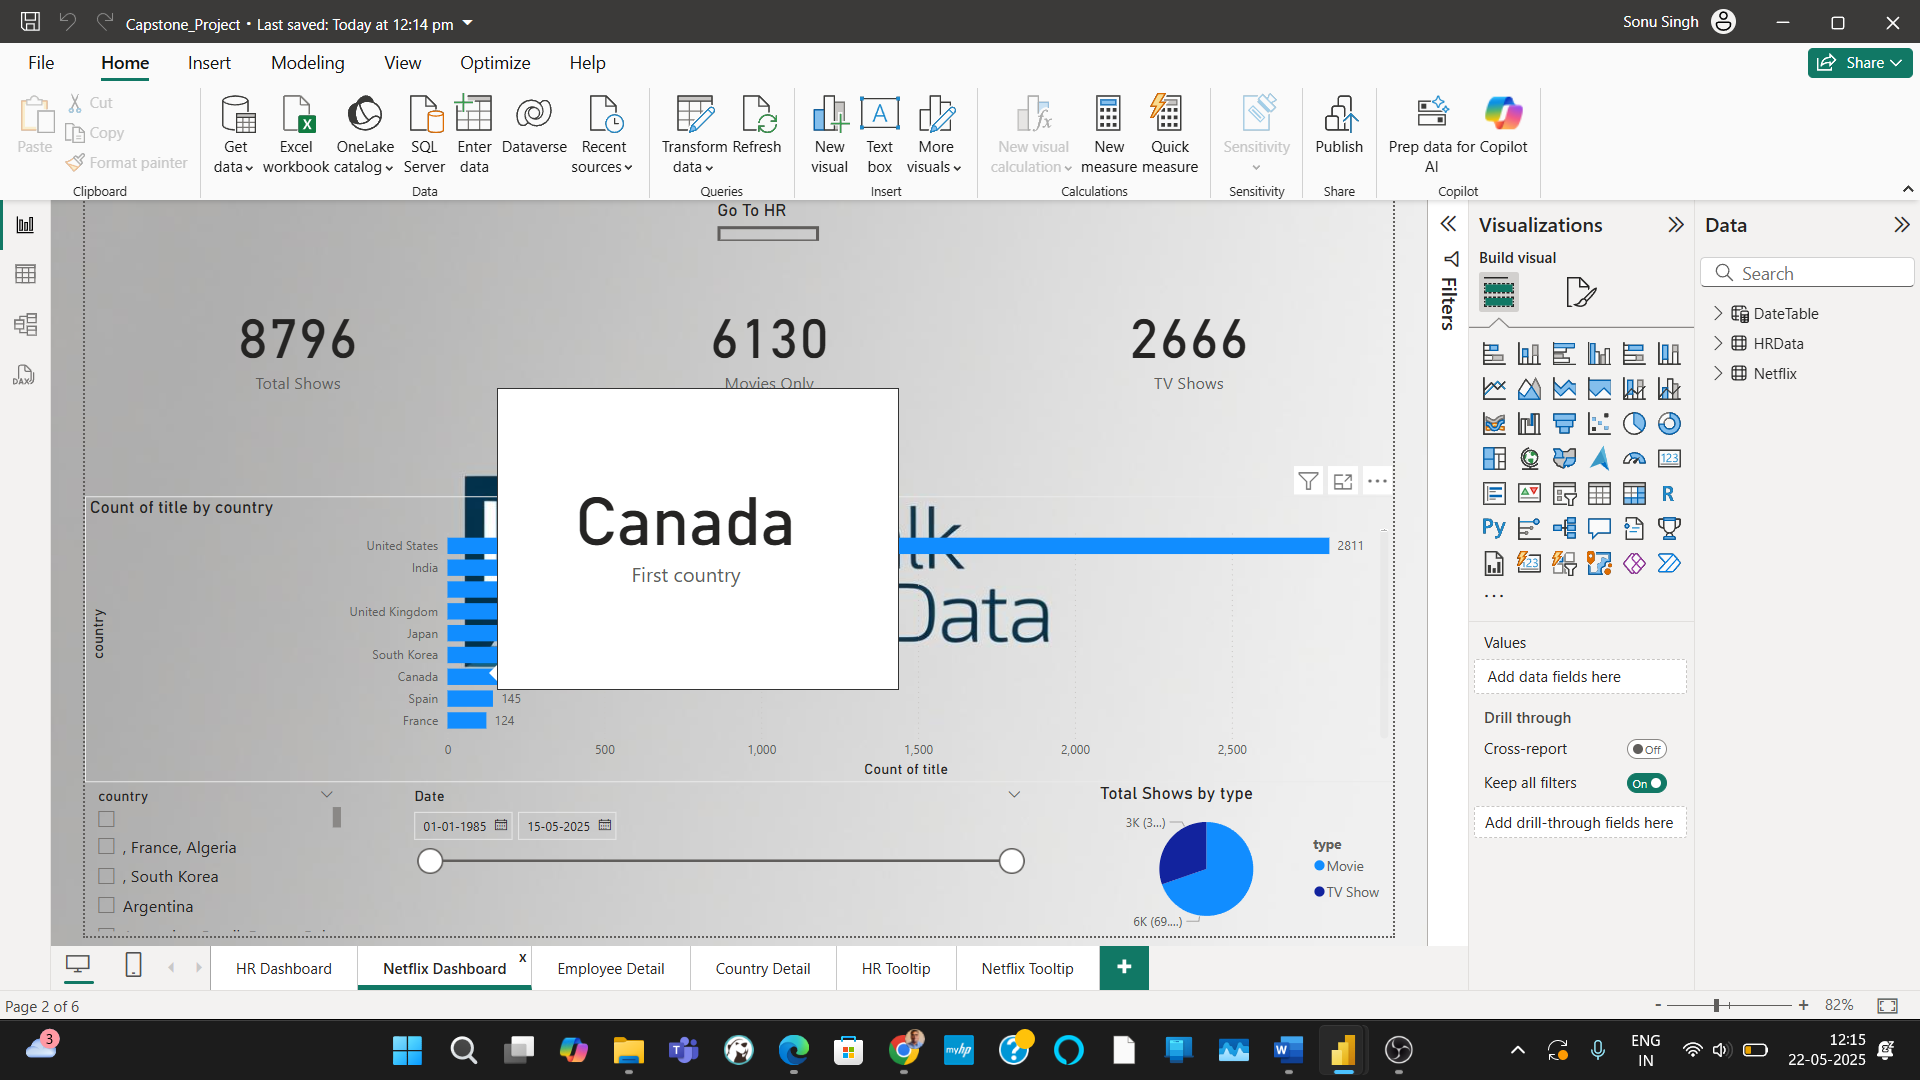 Capstone_Project • Last saved: Today at 12:14 pm
Sonu Singh
File
Home
Insert
Modeling
View
Optimize
Help
Share
Paste
Cut
Copy
Format painter
Clipboard
Get data
Excel workbook
OneLake catalog
SQL Server
Enter data
Dataverse
Recent sources
Data
Transform data
Refresh
Queries
New visual
Text box
More visuals
Insert
New visual calculation
New measure
Quick measure
Calculations
Sensitivity
Sensitivity
Publish
Share
Prep data for AI
Copilot
Copilot
Go To HR
8796
Total Shows
6130
Movies Only
2666
TV Shows
Canada
First country
lk
Data
Count of title by country
country
United States
2811
India
United Kingdom
Japan
South Korea
Canada
Spain
145
France
124
0
500
1,000
1,500
2,000
2,500
Count of title
country
, France, Algeria
, South Korea
Argentina
Date
01-01-1985
15-05-2025
Total Shows by type
3K (3...)
6K (69....)
type
Movie
TV Show
Filters
Visualizations
Build visual
123
R
Py
123
...
Values
Add data fields here
Drill through
Cross-report
Off
Keep all filters
On
Add drill-through fields here
Data
Search
DateTable
HRData
Netflix
DAX
HR Dashboard
Netflix Dashboard
x
Employee Detail
Country Detail
HR Tooltip
Netflix Tooltip
+
Page 2 of 6
-
+
82%
3
myhp
ENG
IN
12:15
22-05-2025